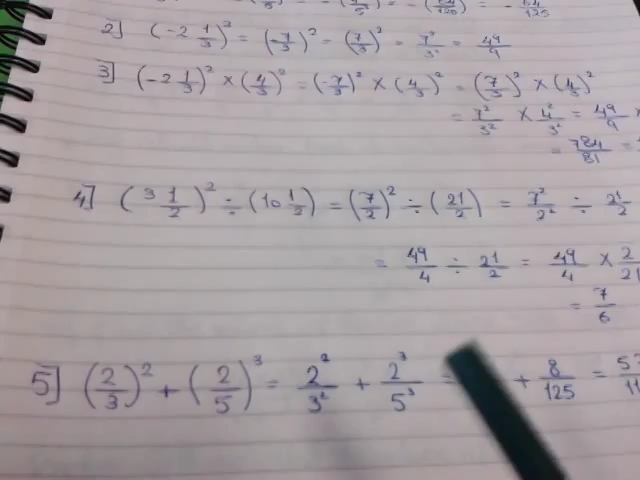 = - 64/125
2] (-2 1/3)² = (-7/3)² = (7/3)² = 7²/3² = 49/9
3] (-2 1/3)² × (4/3)² = (-7/3)² × (4/3)² = (7/3)² × (4/3)²
= 7²/3² × 4²/3² = 49/9 ×
= 784/81 =
4] (3 1/2)² ÷ (10 1/2) = (7/2)² ÷ (21/2) = 7²/2² ÷ 21/2
= 49/4 ÷ 21/2 = 49/4 × 2/21
= 7/6
5] (2/3)² + (2/5)³ = 2²/3² + 2³/5³ = + 8/125 =